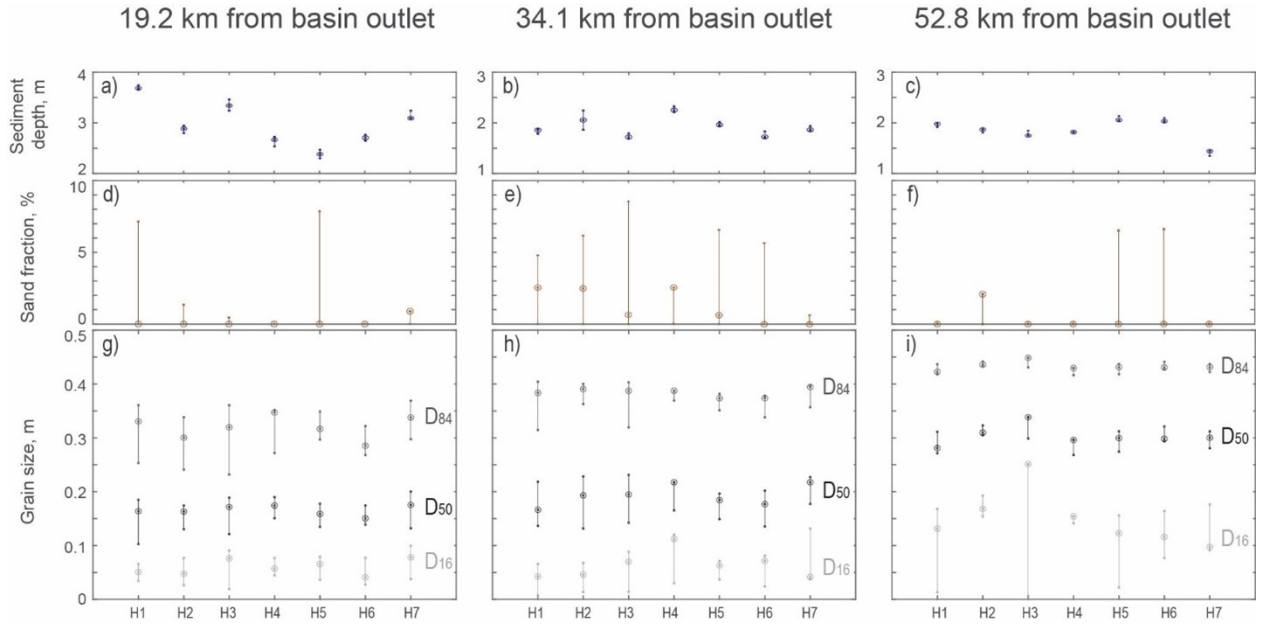 19.2 km from basin outlet 34.1 km from basin outlet 52.8 km from basin outlet
Sediment
depth, m
4
3
2
a)
3
2
1
b)
3
2
1
c)
Sand fraction, %
10
5
0
d)
e)
f)
Grain size, m
0.5
0.4
0.3
0.2
0.1
0
g)
D84
D50
D16
h)
D84
D50
D16
i)
D84
D50
D16
H1 H2 H3 H4 H5 H6 H7 H1 H2 H3 H4 H5 H6 H7 H1 H2 H3 H4 H5 H6 H7